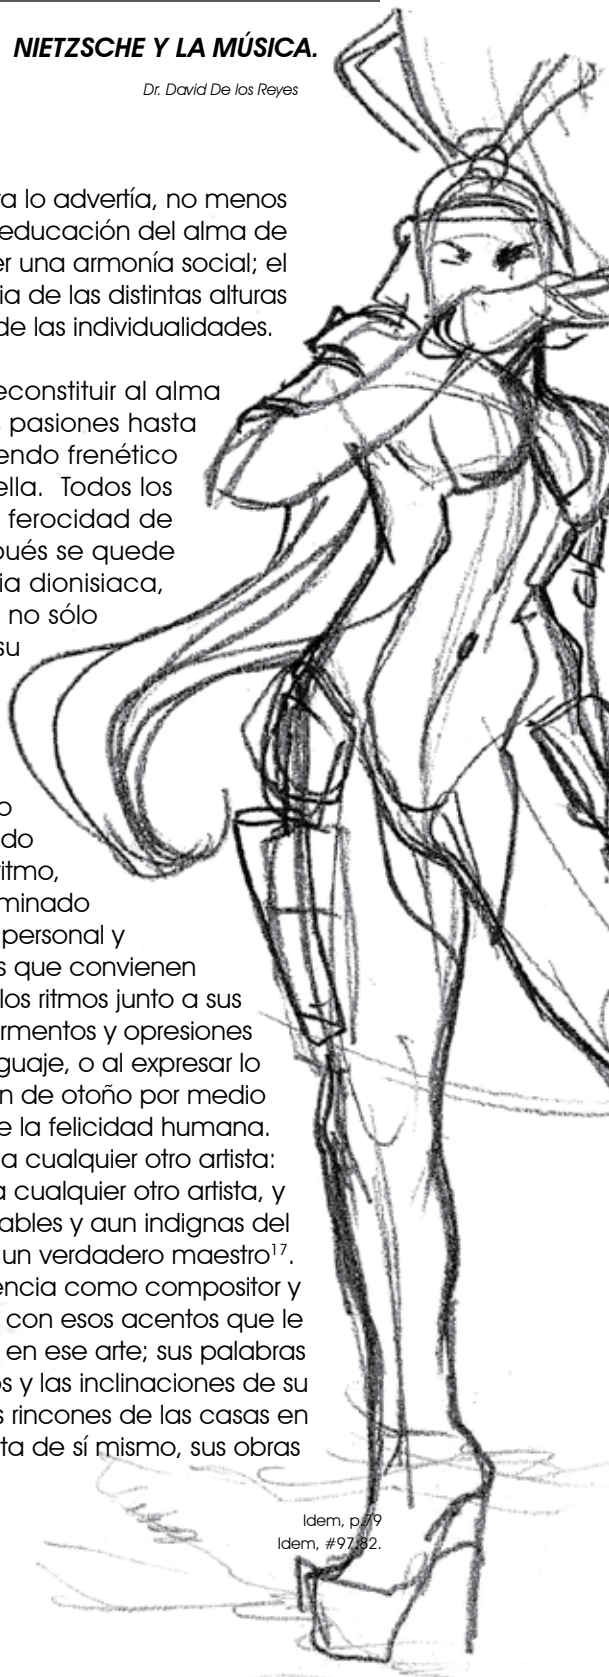 NIETZSCHE Y LA MÚSICA.
Dr. David De los Reyes
lo advertía, no menos
educación del alma de
er una armonía social; el
ia de las distintas alturas
de las individualidades.
econstituir al alma
pasiones hasta
endo frenético
ella. Todos los
ferocidad de
pués se quede
ia dionisiaca,
no sólo
su
o
do
ritmo,
minado
personal y
s que convienen
los ritmos junto a sus
rmentos y opresiones
guaje, o al expresar lo
n de otoño por medio
e la felicidad humana.
a cualquier otro artista:
a cualquier otro artista, y
ables y aun indignas del
un verdadero maestro17.
encia como compositor y
con esos acentos que le
en ese arte; sus palabras
os y las inclinaciones de su
s rincones de las casas en
ta de sí mismo, sus obras
Idem, p.79
Idem, #97:82.